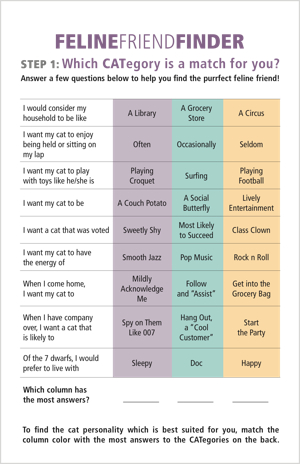 FELINEFRIENDFINDER
STEP 1: Which CATegory is a match for you?
Answer a few questions below to help you find the purrfect feline friend!
I would consider my
household to be like
A Library
A Grocery
Store
A Circus
I want my cat to enjoy
being held or sitting on
my lap
Often
Occasionally
Seldom
I want my cat to play
with toys like he/she is
Playing
Croquet
Surfing
Playing
Football
I want my cat to be
A Couch Potato
A Social
Butterfly
Lively
Entertainment
I want a cat that was voted
Sweetly Shy
Most Likely
to Succeed
Class Clown
I want my cat to have
the energy of
Smooth Jazz
Pop Music
Rock n Roll
When I come home,
I want my cat to
Mildly
Acknowledge
Me
Follow
and "Assist"
Get into the
Grocery Bag
When I have company
over, I want a cat that
is likely to
Spy on Them
Like 007
Hang Out,
a "Cool
Customer"
Start
the Party
Of the 7 dwarfs, I would
prefer to live with
Sleepy
Doc
Happy
Which column has
the most answers?
To find the cat personality which is best suited for you, match the
column color with the most answers to the CATegories on the back.